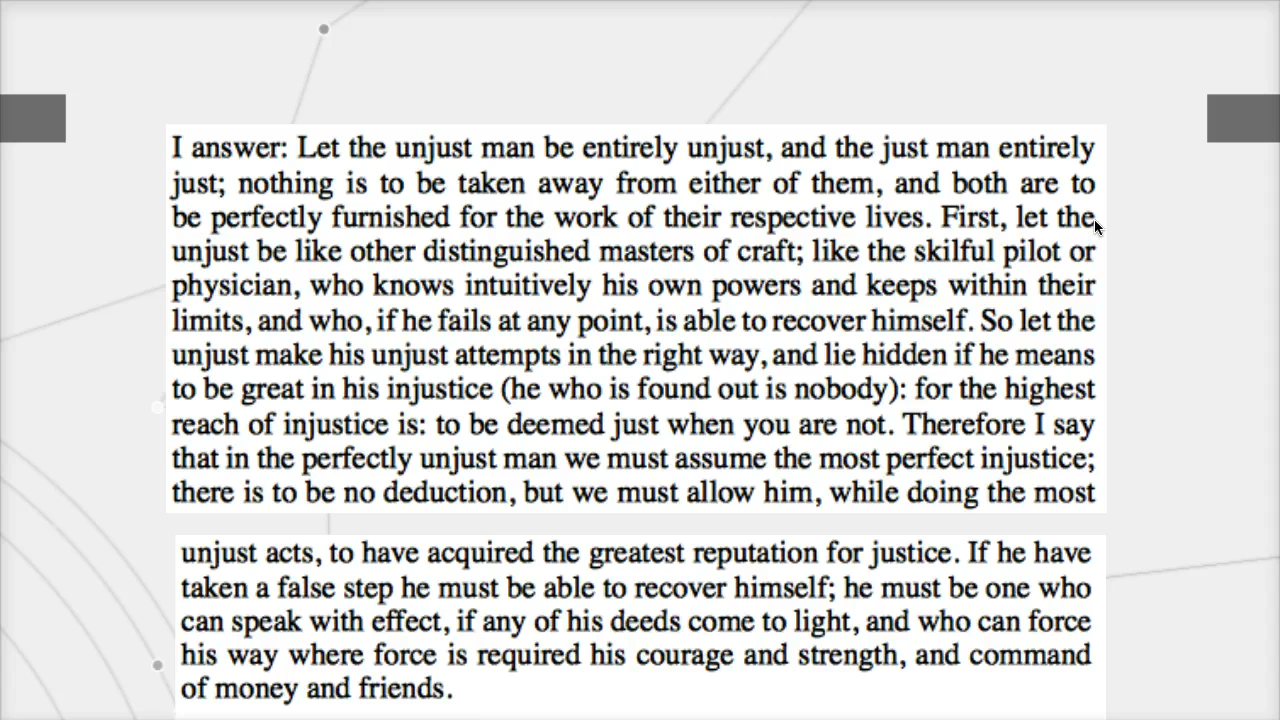 I answer: Let the unjust man be entirely unjust, and the just man entirely
just; nothing is to be taken away from either of them, and both are to
be perfectly furnished for the work of their respective lives. First, let the
unjust be like other distinguished masters of craft; like the skilful pilot or
physician, who knows intuitively his own powers and keeps within their
limits, and who, if he fails at any point, is able to recover himself. So let the
unjust make his unjust attempts in the right way, and lie hidden if he means
to be great in his injustice (he who is found out is nobody): for the highest
reach of injustice is: to be deemed just when you are not. Therefore I say
that in the perfectly unjust man we must assume the most perfect injustice;
there is to be no deduction, but we must allow him, while doing the most
unjust acts, to have acquired the greatest reputation for justice. If he have
taken a false step he must be able to recover himself; he must be one who
can speak with effect, if any of his deeds come to light, and who can force
his way where force is required his courage and strength, and command
of money and friends.